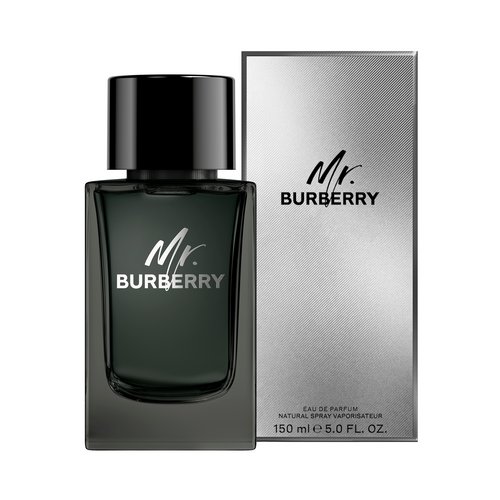 Mr.
BURBERRY
Mr.
BURBERRY
EAU DE PARFUM
NATURAL SPRAY VAPORISATEUR
150 ml ℮ 5.0 FL. OZ.